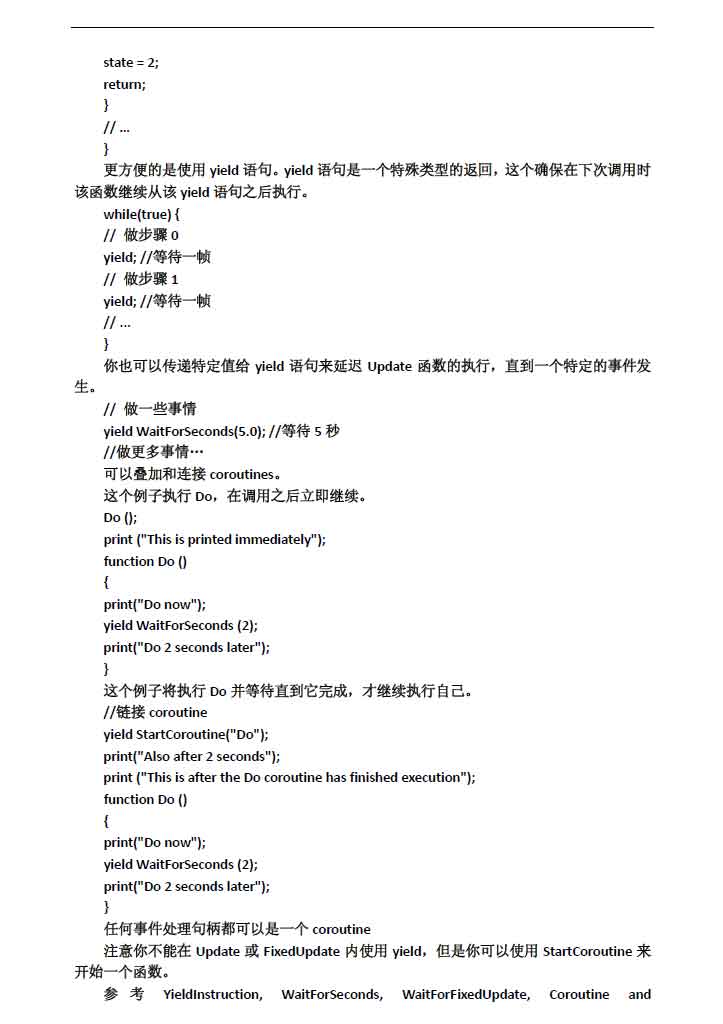 state = 2;
return;
}
// ...
}
更方便的是使用 yield 语句。yield 语句是一个特殊类型的返回，这个确保在下次调用时
该函数继续从该 yield 语句之后执行。
while(true) {
// 做步骤 0
yield; //等待一帧
// 做步骤 1
yield; //等待一帧
// ...
}
你也可以传递特定值给 yield 语句来延迟 Update 函数的执行，直到一个特定的事件发
生。
// 做一些事情
yield WaitForSeconds(5.0); //等待 5 秒
//做更多事情…
可以叠加和连接 coroutines。
这个例子执行 Do，在调用之后立即继续。
Do ();
print ("This is printed immediately");
function Do ()
{
print("Do now");
yield WaitForSeconds (2);
print("Do 2 seconds later");
}
这个例子将执行 Do 并等待直到它完成，才继续执行自己。
//链接 coroutine
yield StartCoroutine("Do");
print("Also after 2 seconds");
print ("This is after the Do coroutine has finished execution");
function Do ()
{
print("Do now");
yield WaitForSeconds (2);
print("Do 2 seconds later");
}
任何事件处理句柄都可以是一个 coroutine
注意你不能在 Update 或 FixedUpdate 内使用 yield，但是你可以使用 StartCoroutine 来
开始一个函数。
参考 YieldInstruction, WaitForSeconds, WaitForFixedUpdate, Coroutine and